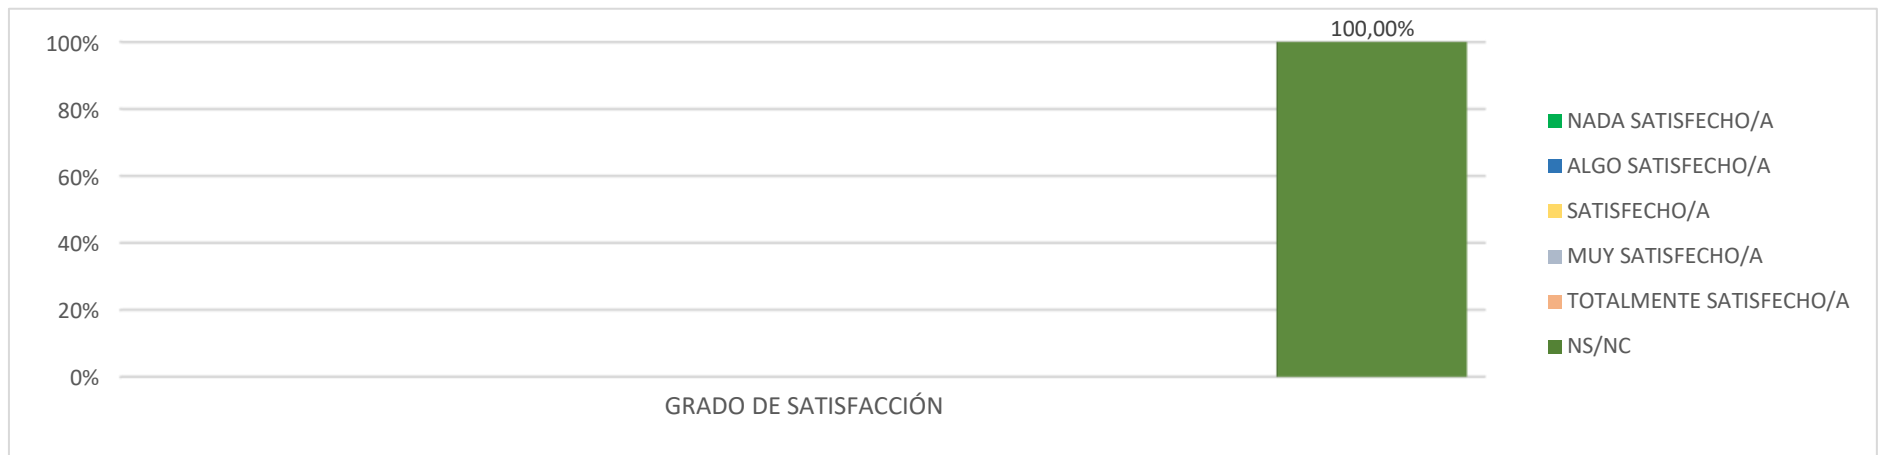 100,00%
100%
80%
60%
40%
20%
0%
GRADO DE SATISFACCIÓN
NADA SATISFECHO/A
ALGO SATISFECHO/A
SATISFECHO/A
MUY SATISFECHO/A
TOTALMENTE SATISFECHO/A
NS/NC